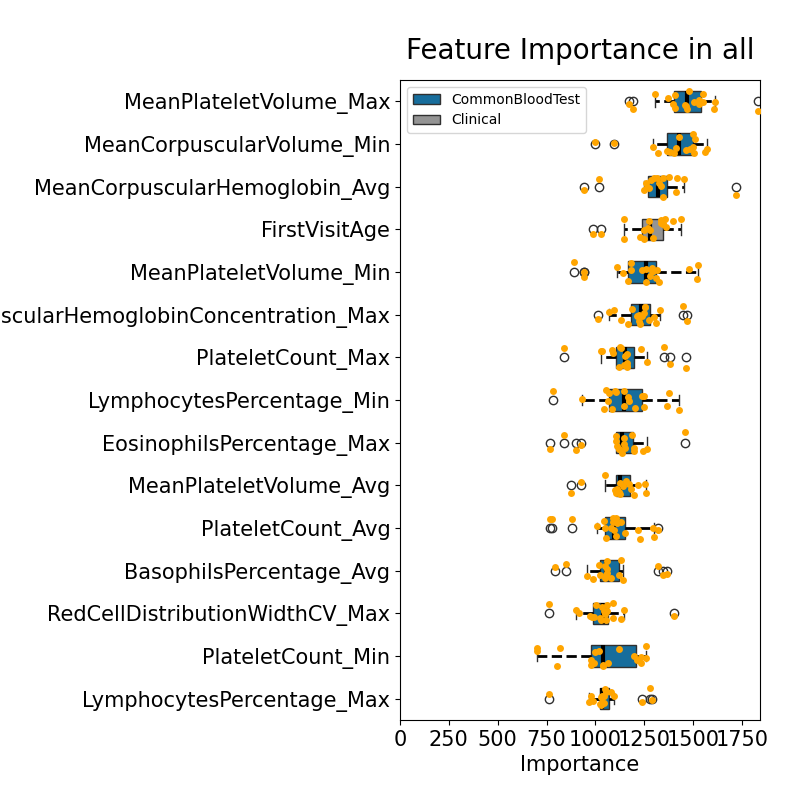 Feature Importance in all
CommonBloodTest
Clinical
MeanPlateletVolume_Max
MeanCorpuscularVolume_Min
MeanCorpuscularHemoglobin_Avg
FirstVisitAge
MeanPlateletVolume_Min
scularHemoglobinConcentration_Max
PlateletCount_Max
LymphocytesPercentage_Min
EosinophilsPercentage_Max
MeanPlateletVolume_Avg
PlateletCount_Avg
BasophilsPercentage_Avg
RedCellDistributionWidthCV_Max
PlateletCount_Min
LymphocytesPercentage_Max
0 250 500 750 1000 1250 1500 1750
Importance